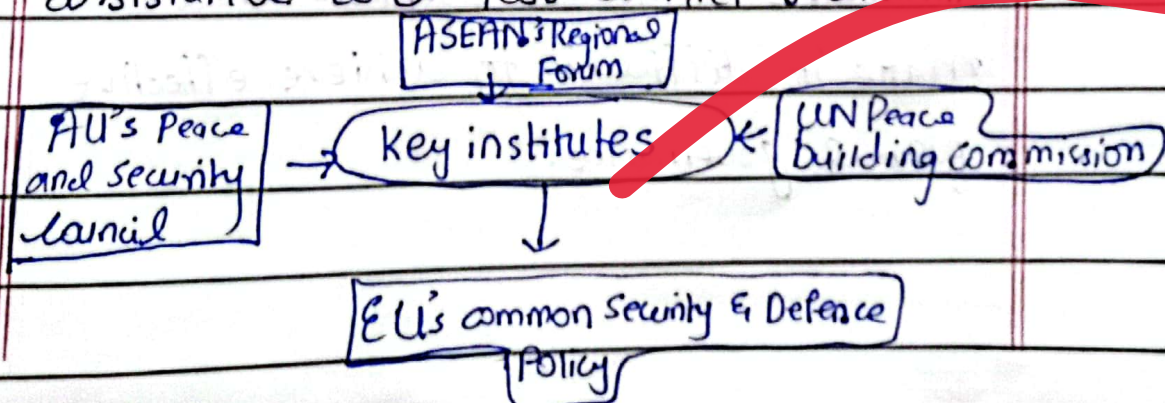 ASEAN's Regional
Forum
AU's Peace
and security
Council
Key institutes
UN Peace
building commission
EU's common Security & Defence
Policy